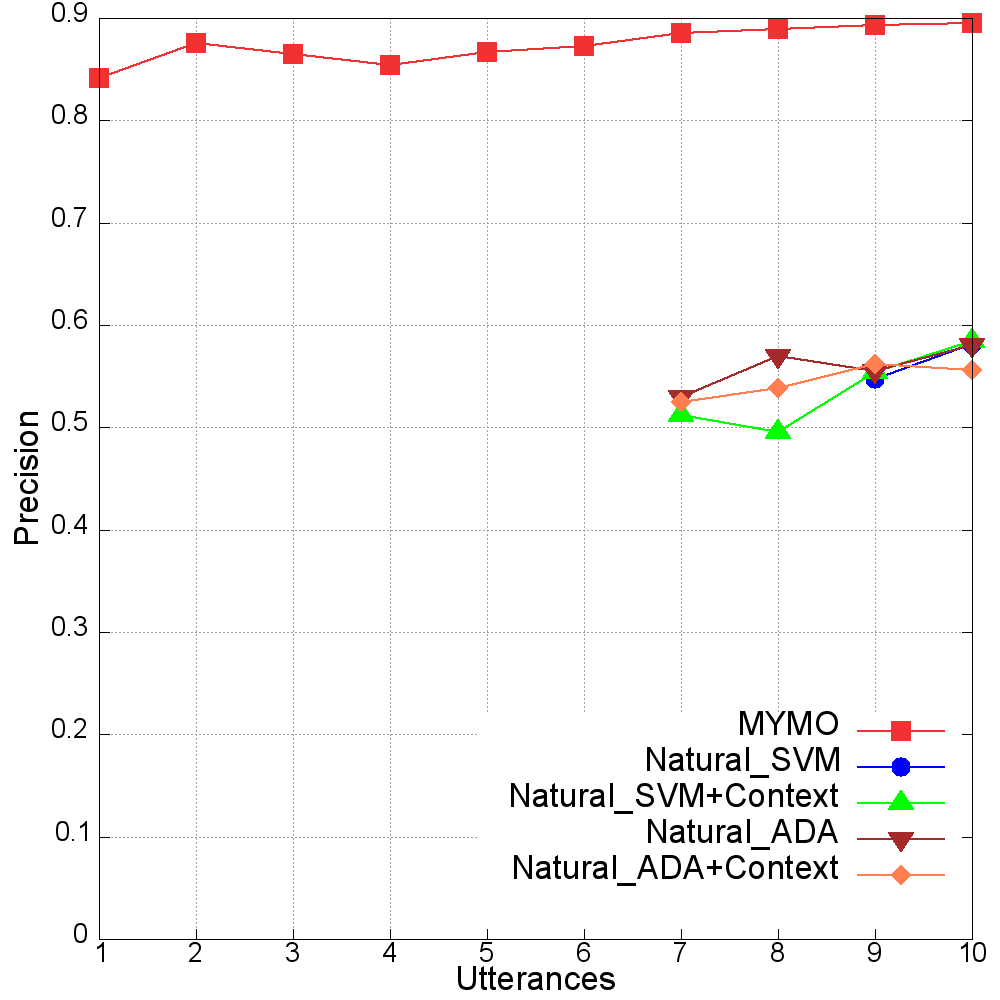 0.9
0.8
0.7
0.6
0.5
0.4
0.3
0.2
0.1
0
Precision
MYMO
Natural_SVM
Natural_SVM+Context
Natural_ADA
Natural_ADA+Context
1 2 3 4 5 6 7 8 9 10
Utterances